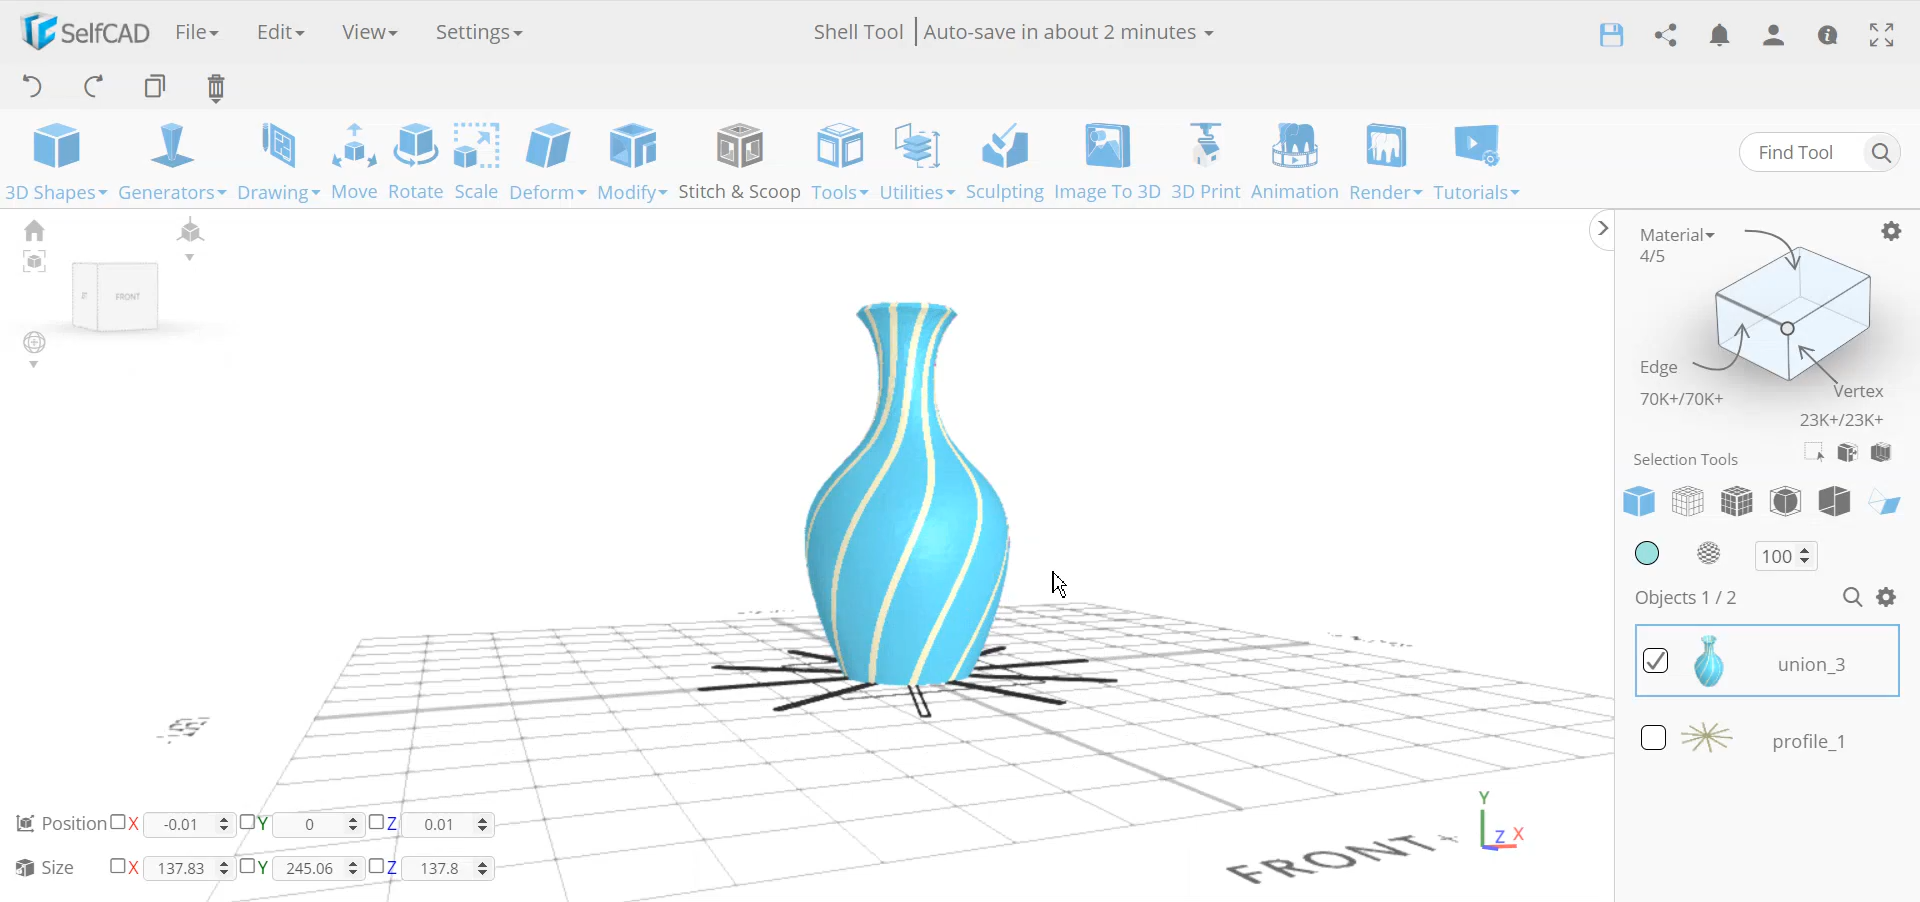 SelfCAD File Edit View Settings Shell Tool Auto-save in about 2 minutes
3D Shapes Generators Drawing Move Rotate Scale Deform Modify Stitch & Scoop Tools Utilities Sculpting Image To 3D 3D Print Animation Render Tutorials Find Tool
FRONT
Material
4/5
Edge
70K+/70K+
Vertex
23K+/23K+
Selection Tools
100
Objects 1 / 2
union_3
profile_1
Position X -0.01 Y 0 Z 0.01
Size X 137.83 Y 245.06 Z 137.8
FRONT
Y
Z X